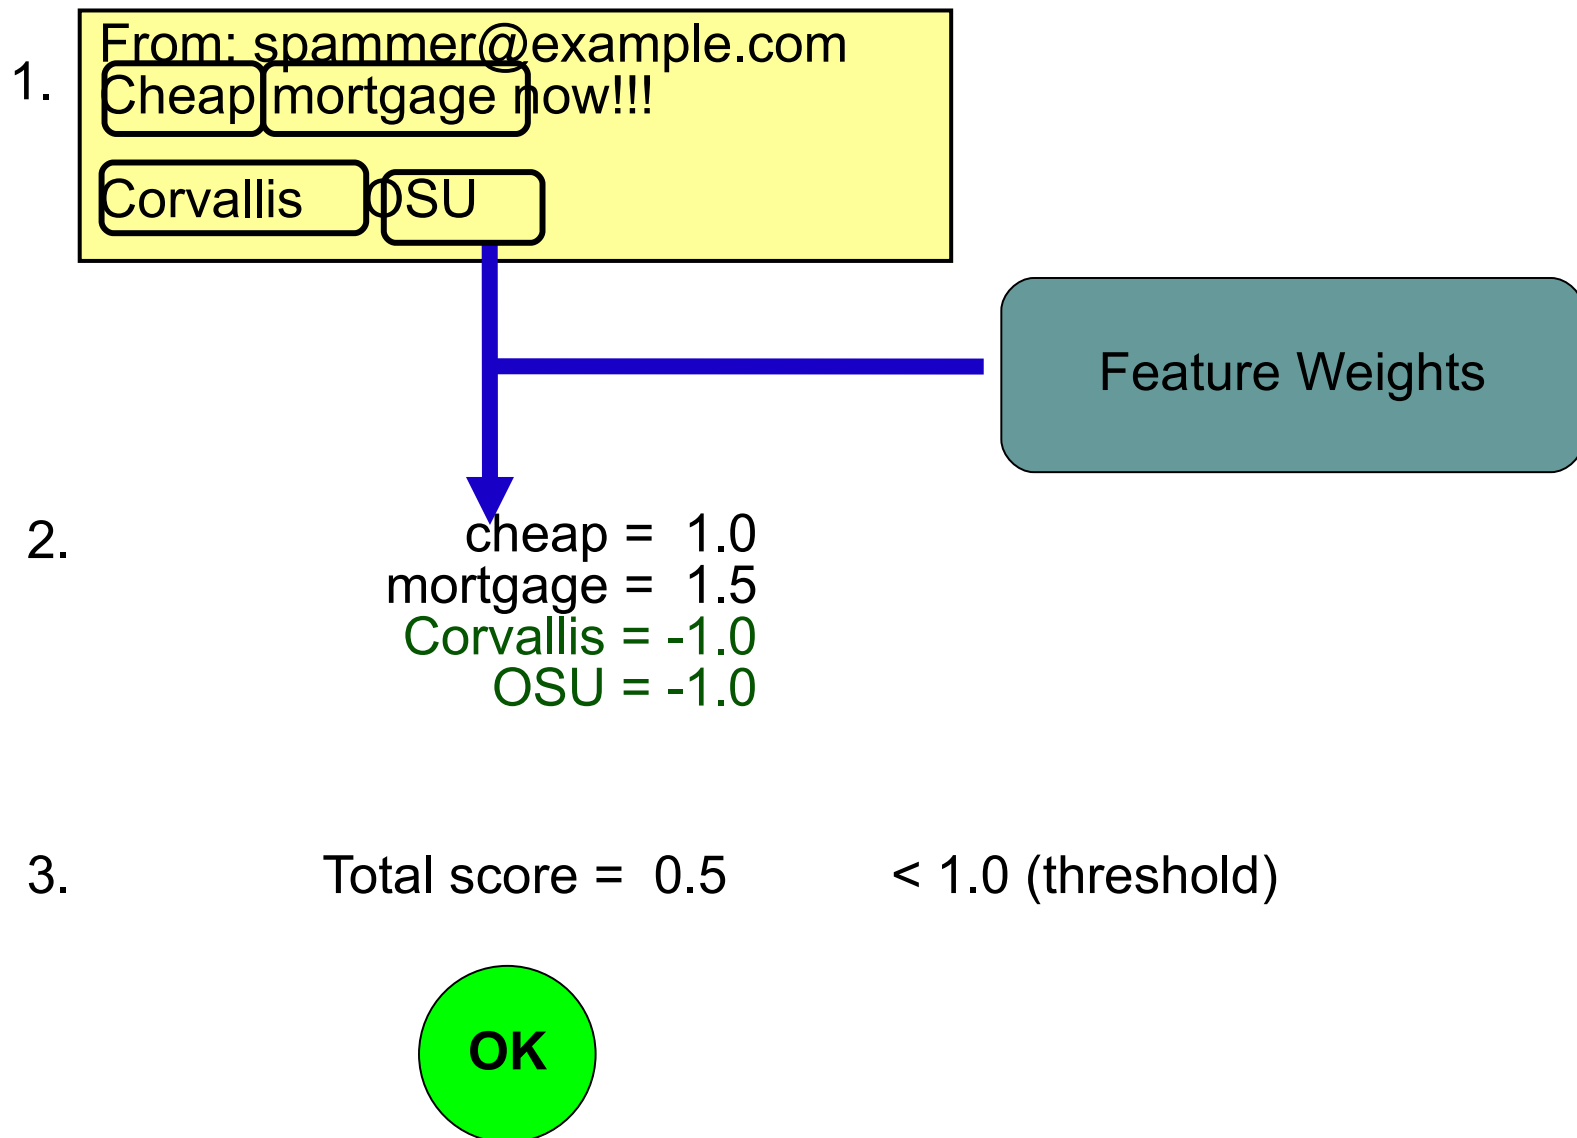 1.
From: spammer@example.com
Cheap mortgage now!!!
Corvallis OSU
Feature Weights
2.
cheap = 1.0
mortgage = 1.5
Corvallis = -1.0
OSU = -1.0
3.
Total score = 0.5 < 1.0 (threshold)
OK